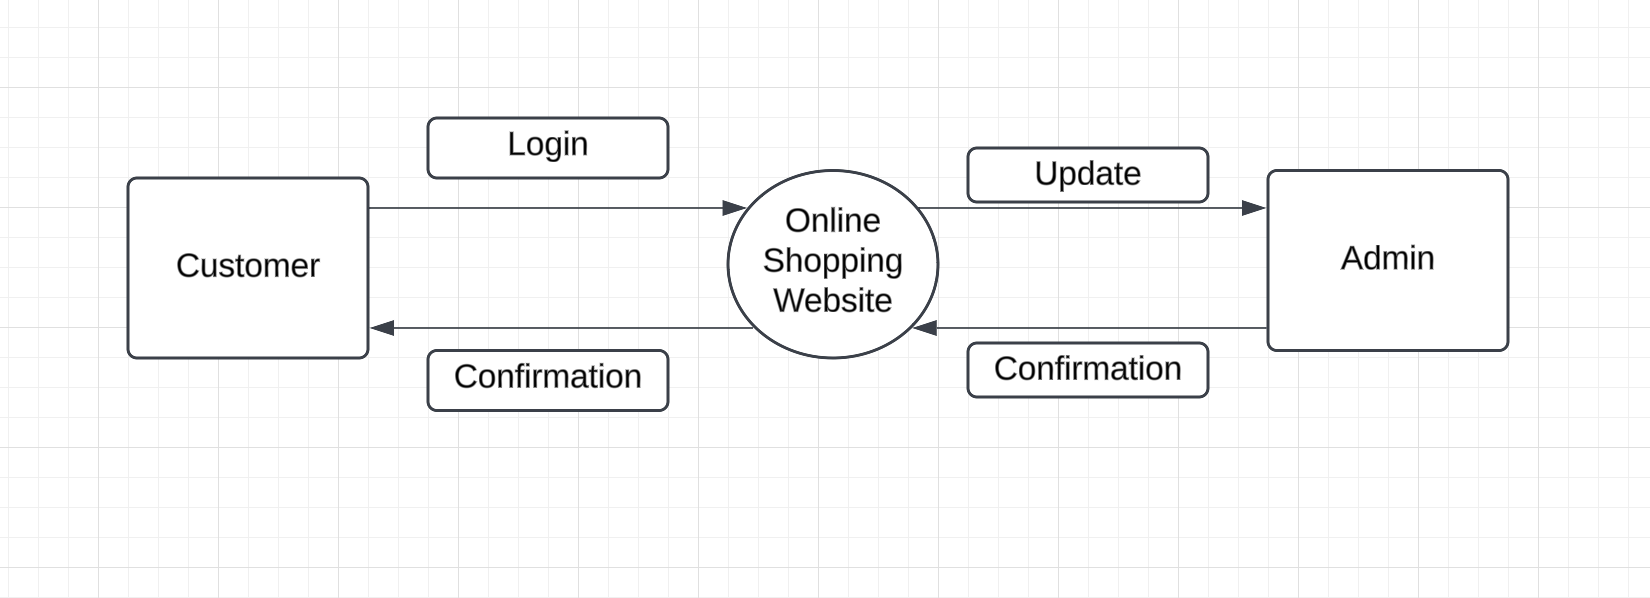 Login
Update
Customer
Online
Shopping
Website
Admin
Confirmation
Confirmation